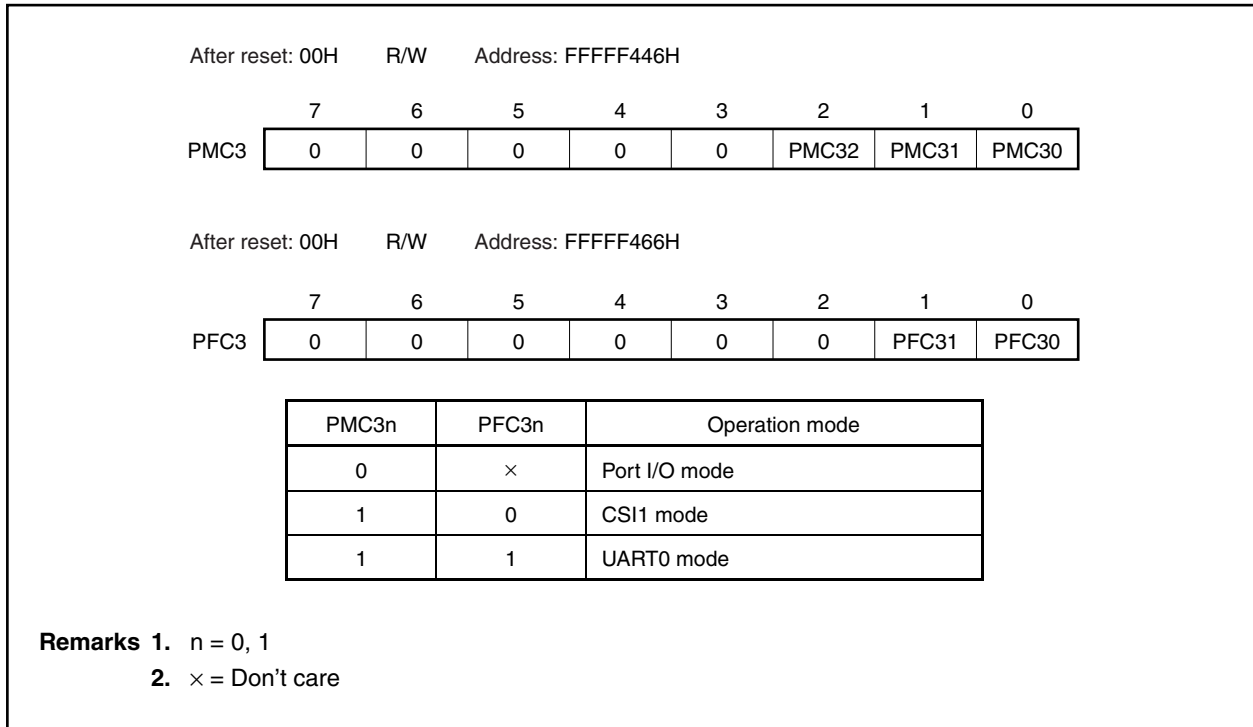 After reset: 00H R/W Address: FFFFF446H
7 6 5 4 3 2 1 0
PMC3 0 0 0 0 0 PMC32 PMC31 PMC30
After reset: 00H R/W Address: FFFFF466H
7 6 5 4 3 2 1 0
PFC3 0 0 0 0 0 0 PFC31 PFC30
PMC3n PFC3n Operation mode
0 × Port I/O mode
1 0 CSI1 mode
1 1 UART0 mode
Remarks 1. n = 0, 1
2. × = Don't care